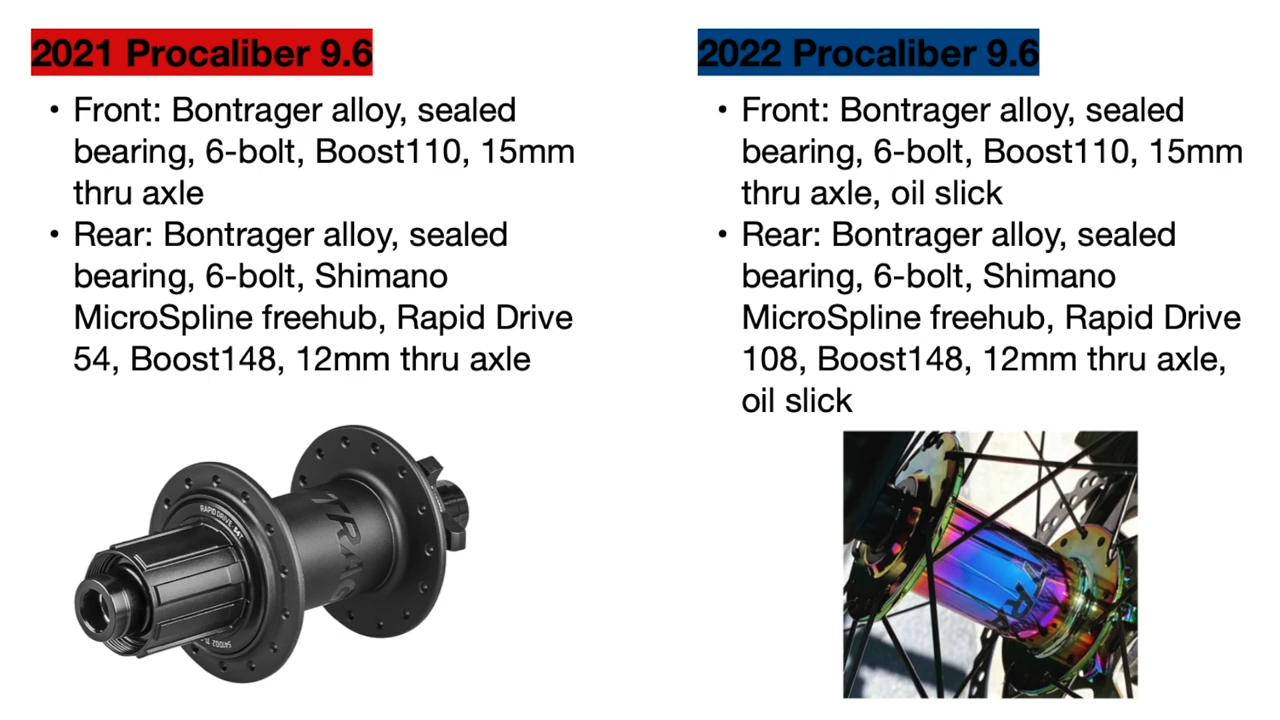 2021 Procaliber 9.6
• Front: Bontrager alloy, sealed
bearing, 6-bolt, Boost110, 15mm
thru axle
• Rear: Bontrager alloy, sealed
bearing, 6-bolt, Shimano
MicroSpline freehub, Rapid Drive
54, Boost148, 12mm thru axle
RAPID DRIVE 54T
2022 Procaliber 9.6
• Front: Bontrager alloy, sealed
bearing, 6-bolt, Boost110, 15mm
thru axle, oil slick
• Rear: Bontrager alloy, sealed
bearing, 6-bolt, Shimano
MicroSpline freehub, Rapid Drive
108, Boost148, 12mm thru axle,
oil slick